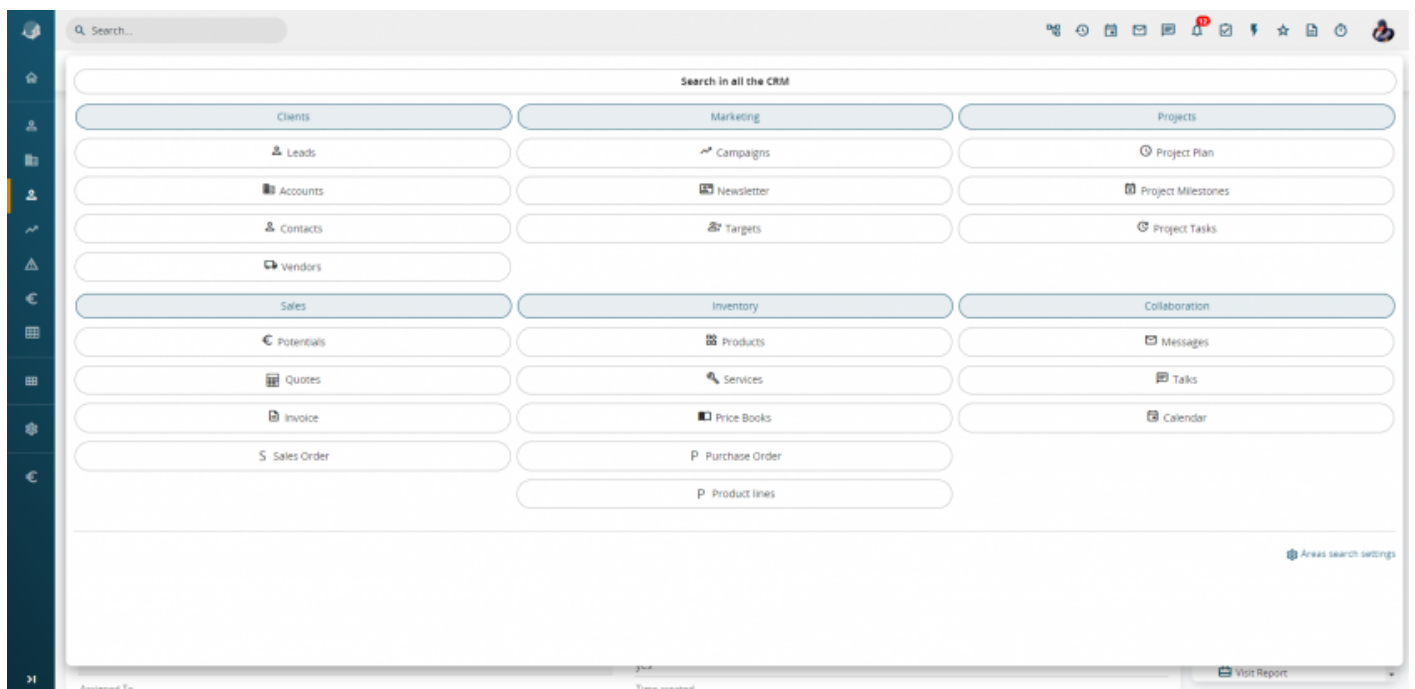 Search...
12
Search in all the CRM
Clients
Marketing
Projects
Leads
Campaigns
Project Plan
Accounts
Newsletter
Project Milestones
Contacts
Targets
Project Tasks
Vendors
Sales
Inventory
Collaboration
Potentials
Products
Messages
Quotes
Services
Talks
Invoice
Price Books
Calendar
S Sales Order
P Purchase Order
P Product lines
Areas search settings
Visit Report